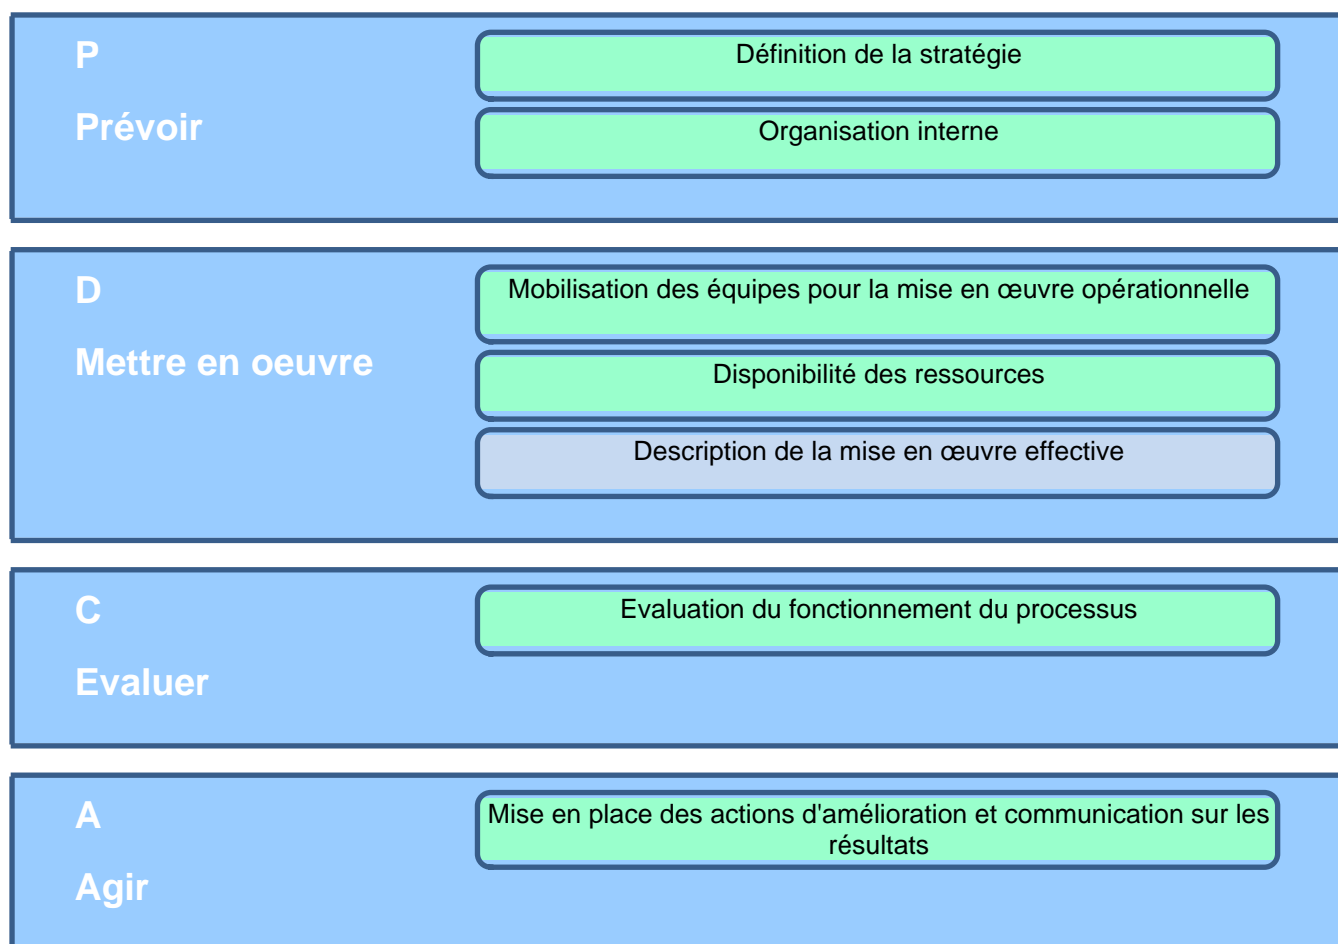 P
Prévoir
Définition de la stratégie
Organisation interne
D
Mettre en oeuvre
Mobilisation des équipes pour la mise en œuvre opérationnelle
Disponibilité des ressources
Description de la mise en œuvre effective
C
Evaluer
Evaluation du fonctionnement du processus
A
Agir
Mise en place des actions d'amélioration et communication sur les
résultats